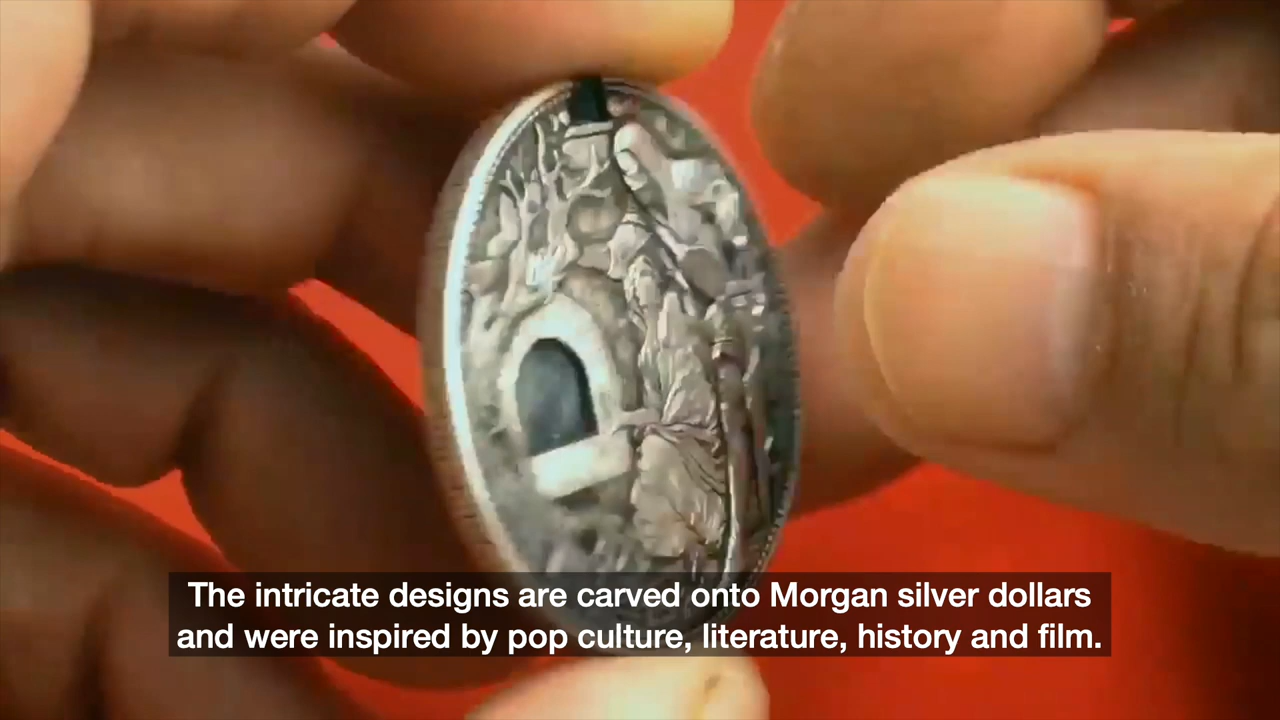 The intricate designs are carved onto Morgan silver dollars
and were inspired by pop culture, literature, history and film.